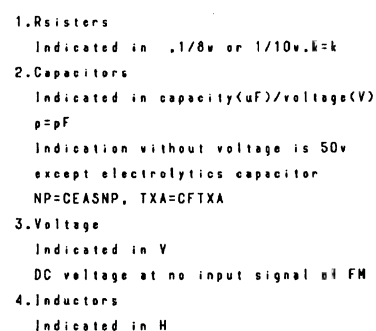 1.Rsisters
Indicated in ,1/8w or 1/10w.k=k
2.Capacitors
Indicated in capacity(uF)/voltage(V)
p=pF
Indication without voltage is 50v
except electrolytics capacitor
NP=CEASNP, TXA=CFTXA
3.Voltage
Indicated in V
DC voltage at no input signal FM
4.Inductors
Indicated in H